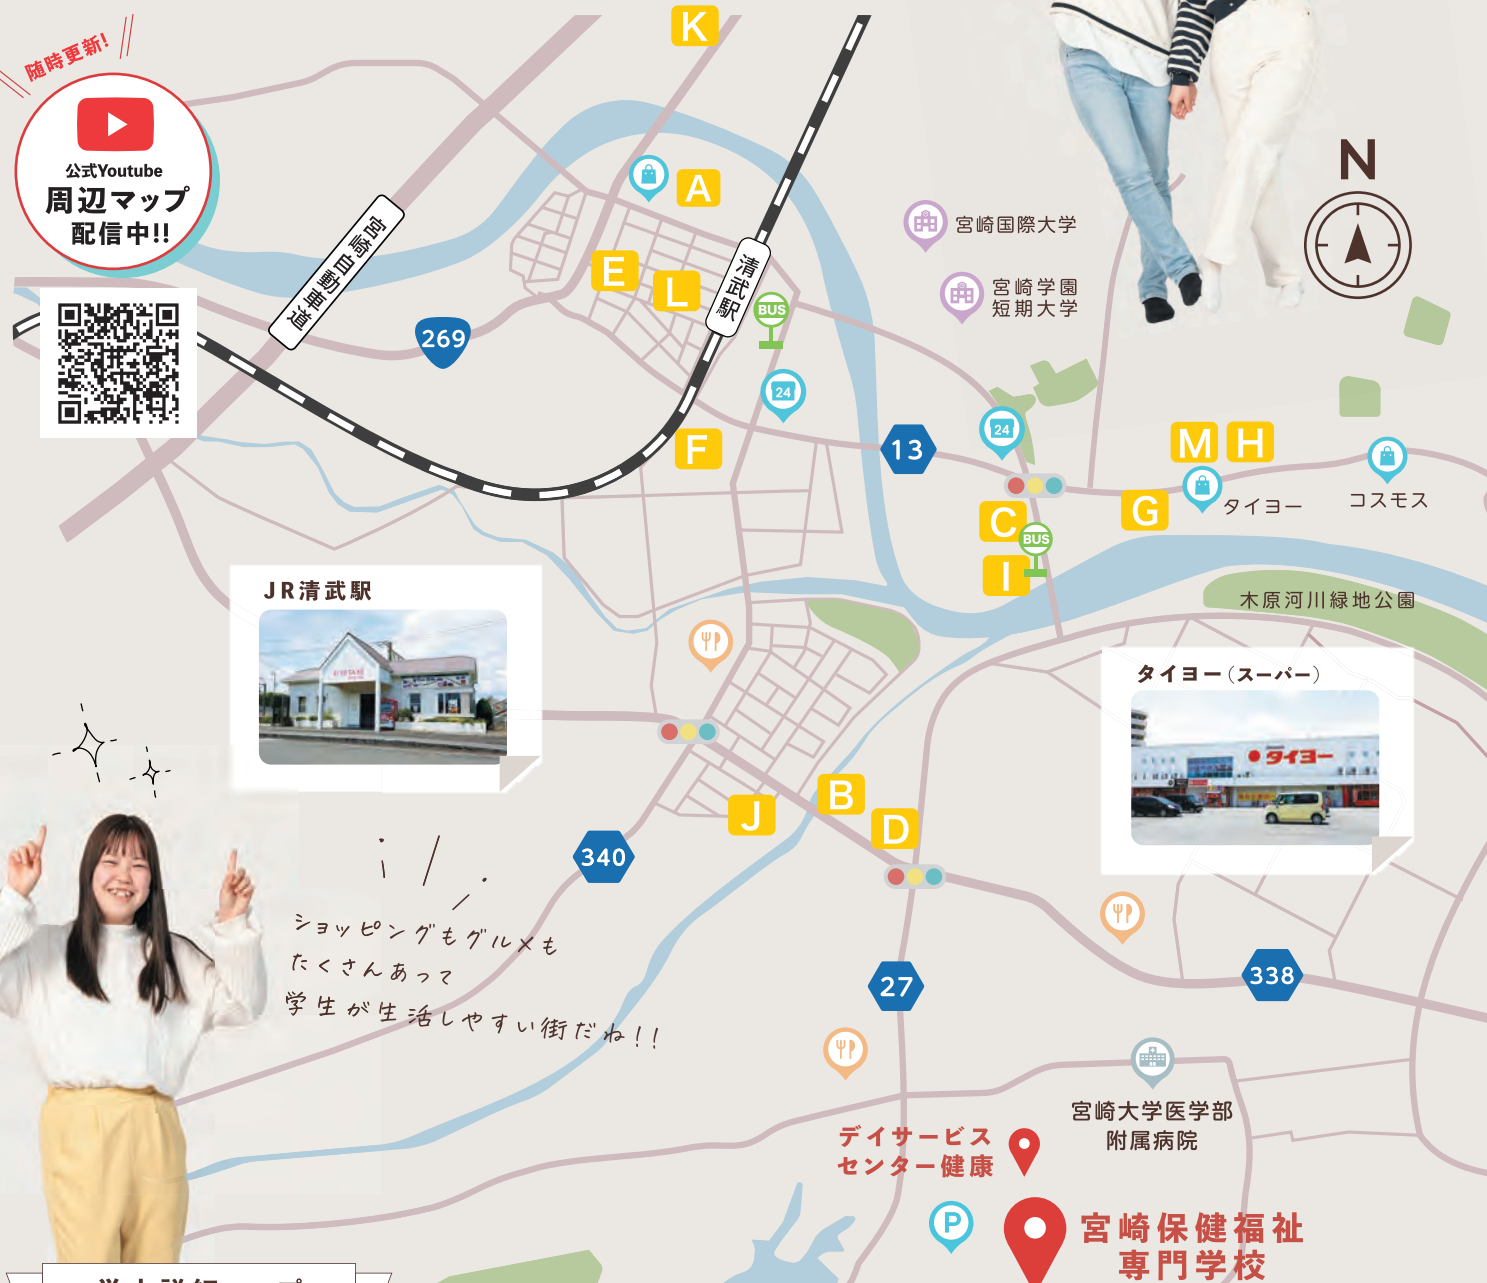 随時更新!
公式Youtube
周辺マップ
配信中!!
K
A
E
L
宮崎自動車道
清武駅
BUS
269
24
F
13
宮崎国際大学
宮崎学園
短期大学
N
24
M
H
C
BUS
I
G
タイヨー
コスモス
木原河川緑地公園
JR清武駅
タイヨー(スーパー)
タイヨー
J
B
D
340
27
338
ショッピングもグルメも
たくさんあって
学生が生活しやすい街だね!!
宮崎大学医学部
附属病院
デイサービス
センター健康
P
宮崎保健福祉
専門学校